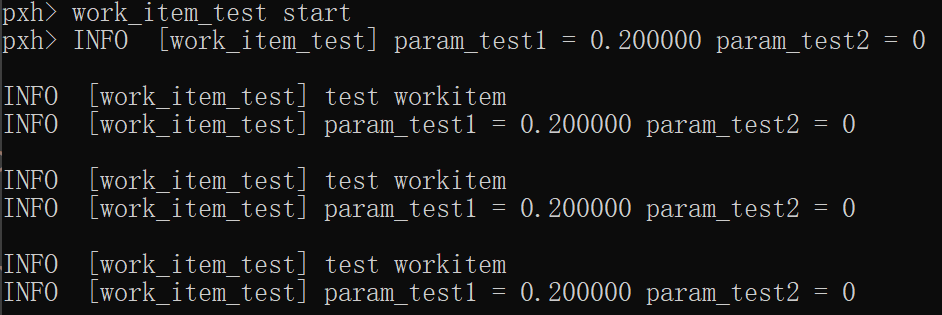 pxh> work_item_test start
pxh> INFO  [work_item_test] param_test1 = 0.200000 param_test2 = 0
INFO  [work_item_test] test workitem
INFO  [work_item_test] param_test1 = 0.200000 param_test2 = 0
INFO  [work_item_test] test workitem
INFO  [work_item_test] param_test1 = 0.200000 param_test2 = 0
INFO  [work_item_test] test workitem
INFO  [work_item_test] param_test1 = 0.200000 param_test2 = 0